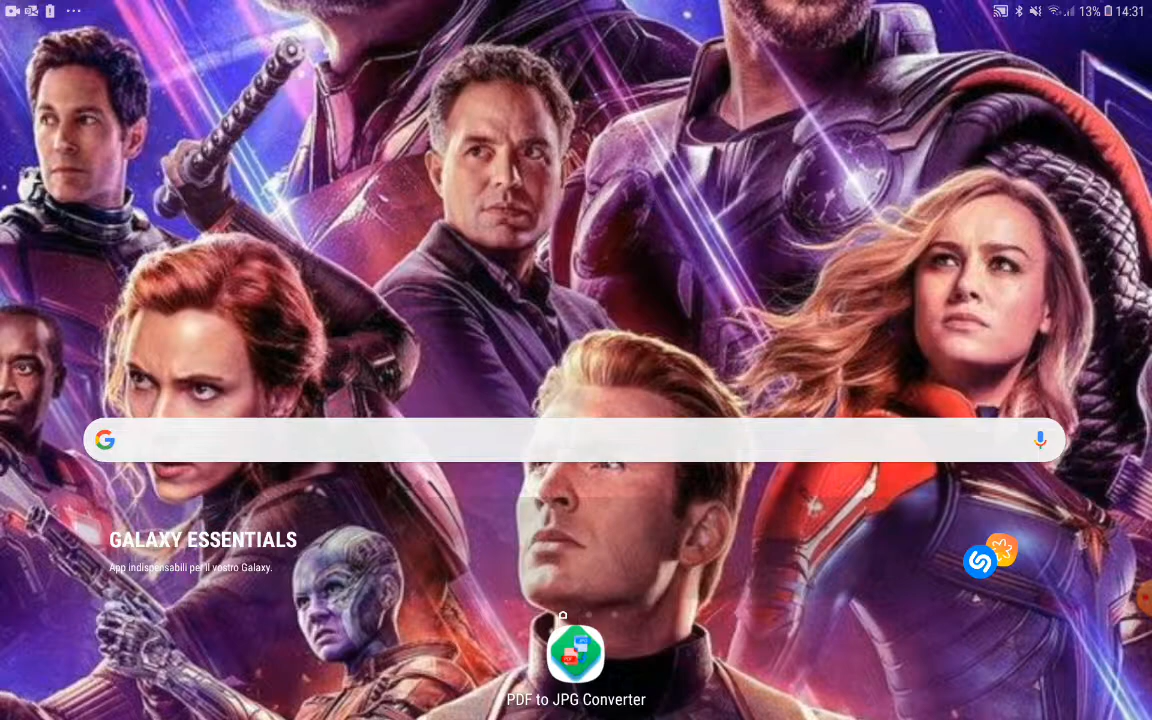 13% 14:31
GALAXY ESSENTIALS
App indispensabili per il vostro Galaxy.
PDF to JPG Converter